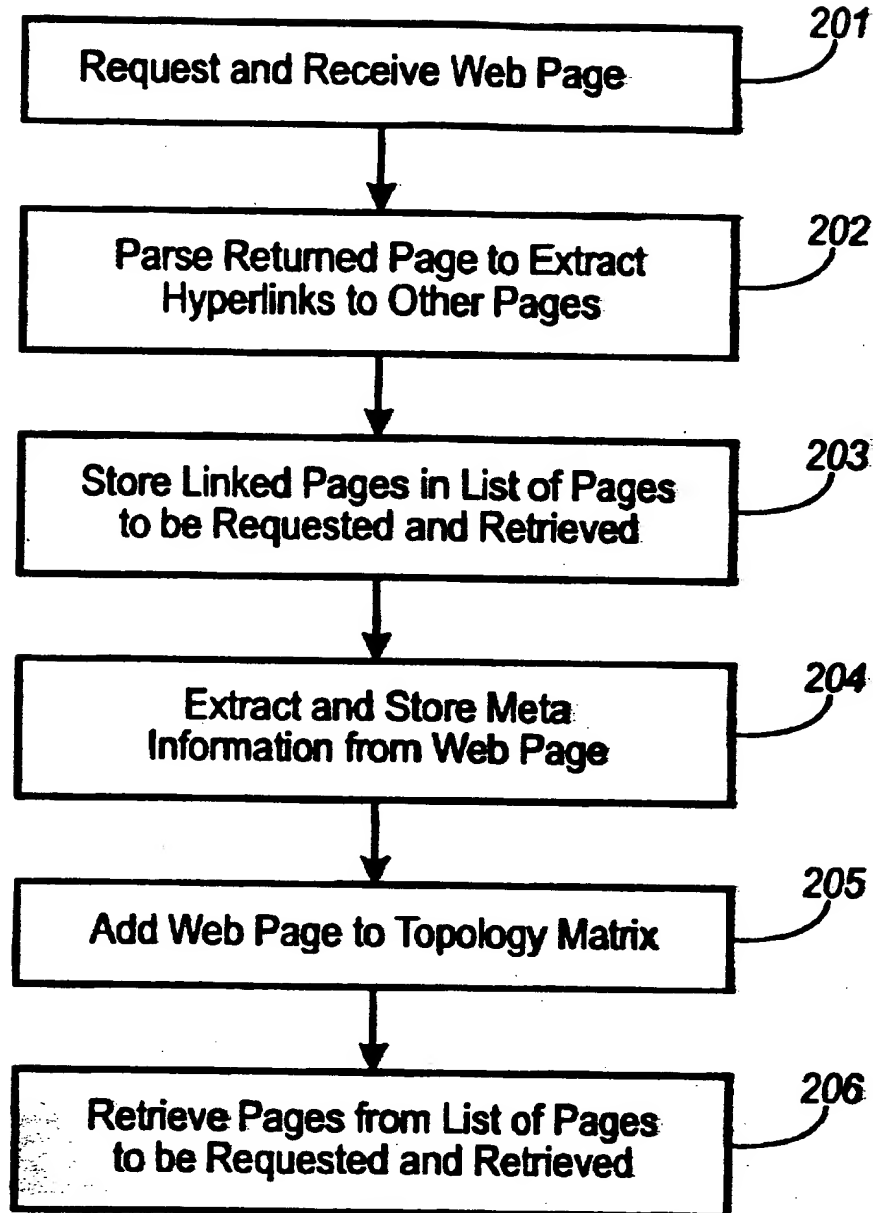 201
Request and Receive Web Page
202
Parse Returned Page to Extract
Hyperlinks to Other Pages
203
Store Linked Pages in List of Pages
to be Requested and Retrieved
204
Extract and Store Meta
Information from Web Page
205
Add Web Page to Topology Matrix
206
Retrieve Pages from List of Pages
to be Requested and Retrieved